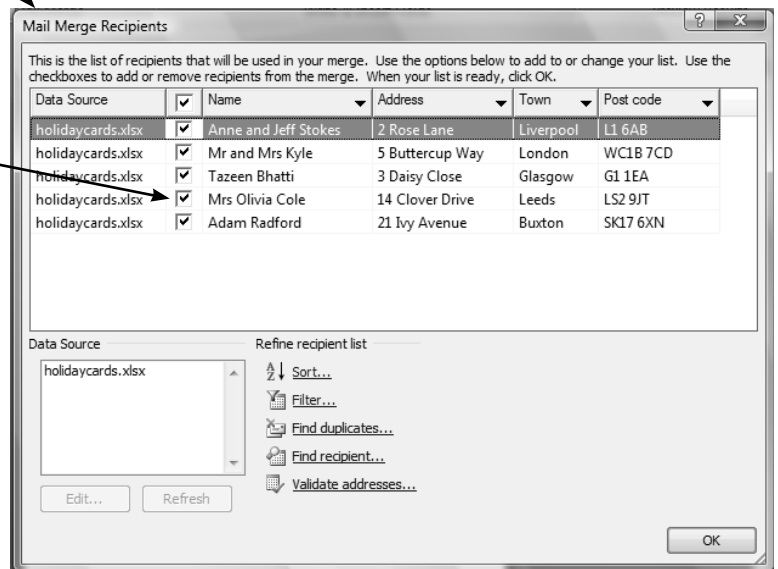 Mail Merge Recipients
This is the list of recipients that will be used in your merge. Use the options below to add to or change your list. Use the
checkboxes to add or remove recipients from the merge. When your list is ready, click OK.
Data Source Name Address Town Post code
holidaycards.xlsx Anne and Jeff Stokes 2 Rose Lane Liverpool L1 6AB
holidaycards.xlsx Mr and Mrs Kyle 5 Buttercup Way London WC1B 7CD
holidaycards.xlsx Tazeen Bhatti 3 Daisy Close Glasgow G1 1EA
holidaycards.xlsx Mrs Olivia Cole 14 Clover Drive Leeds LS2 9JT
holidaycards.xlsx Adam Radford 21 Ivy Avenue Buxton SK17 6XN
Data Source Refine recipient list
holidaycards.xlsx
Sort...
Filter...
Find duplicates...
Find recipient...
Validate addresses...
Edit... Refresh
OK